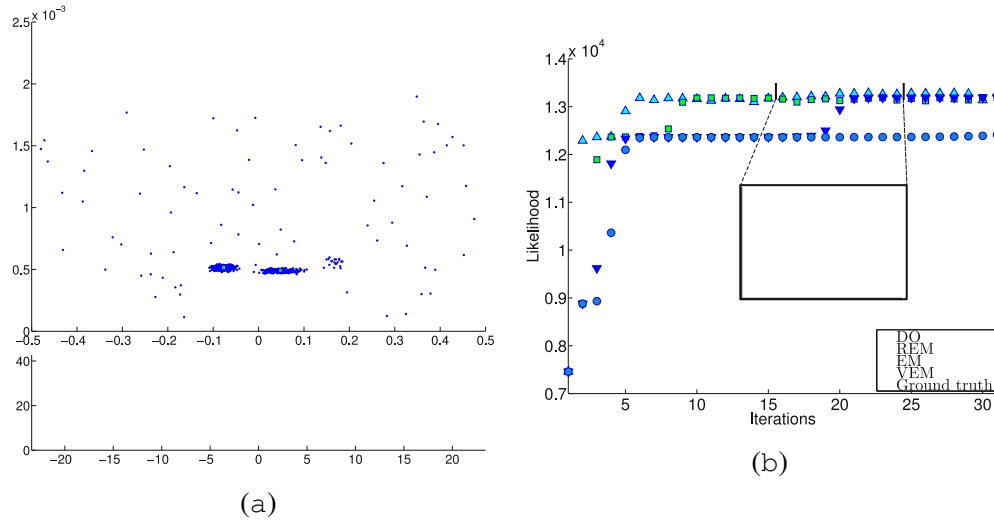 x 10⁻³
2.5
2
1.5
1
0.5
0
−0.5 −0.4 −0.3 −0.2 −0.1 0 0.1 0.2 0.3 0.4 0.5
40
20
0
−20 −15 −10 −5 0 5 10 15 20
(a)
x 10⁴
1.4
1.3
1.2
1.1
1
0.9
0.8
0.7
Likelihood
5 10 15 20 25 30
Iterations
DO
REM
EM
VEM
Ground truth
(b)